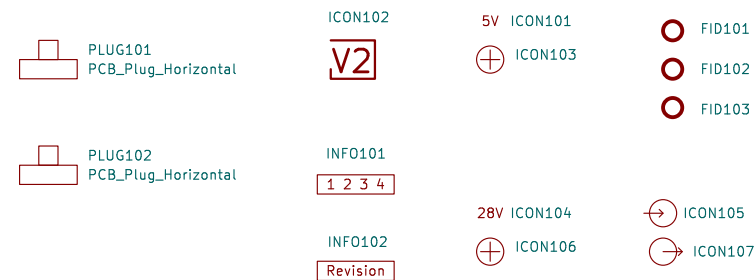 PLUG101
PCB_Plug_Horizontal
PLUG102
PCB_Plug_Horizontal
ICON102
V2
INFO101
1 2 3 4
INFO102
Revision
5V ICON101
ICON103
28V ICON104
ICON106
FID101
FID102
FID103
ICON105
ICON107